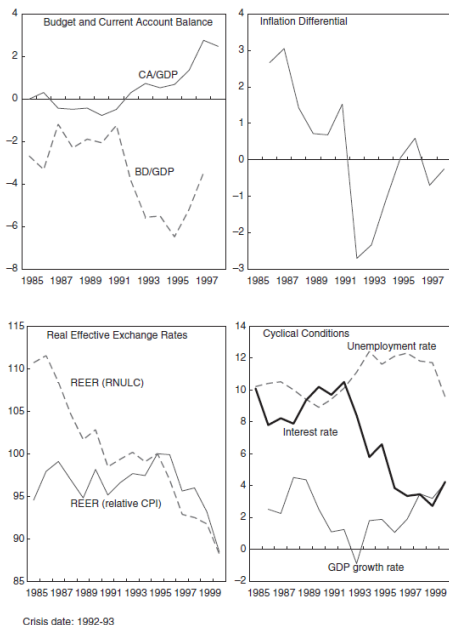 Budget and Current Account Balance
4
2
0
−2
−4
−6
−8
CA/GDP
BD/GDP
1985 1987 1989 1991 1993 1995 1997
Inflation Differential
4
3
2
1
0
−1
−2
−3
1985 1987 1989 1991 1993 1995 1997
Real Effective Exchange Rates
115
110
105
100
95
90
85
REER (RNULC)
REER (relative CPI)
1985 1987 1989 1991 1993 1995 1997 1999
Cyclical Conditions
14
12
10
8
6
4
2
0
−2
Unemployment rate
Interest rate
GDP growth rate
1985 1987 1989 1991 1993 1995 1997 1999
Crisis date: 1992-93